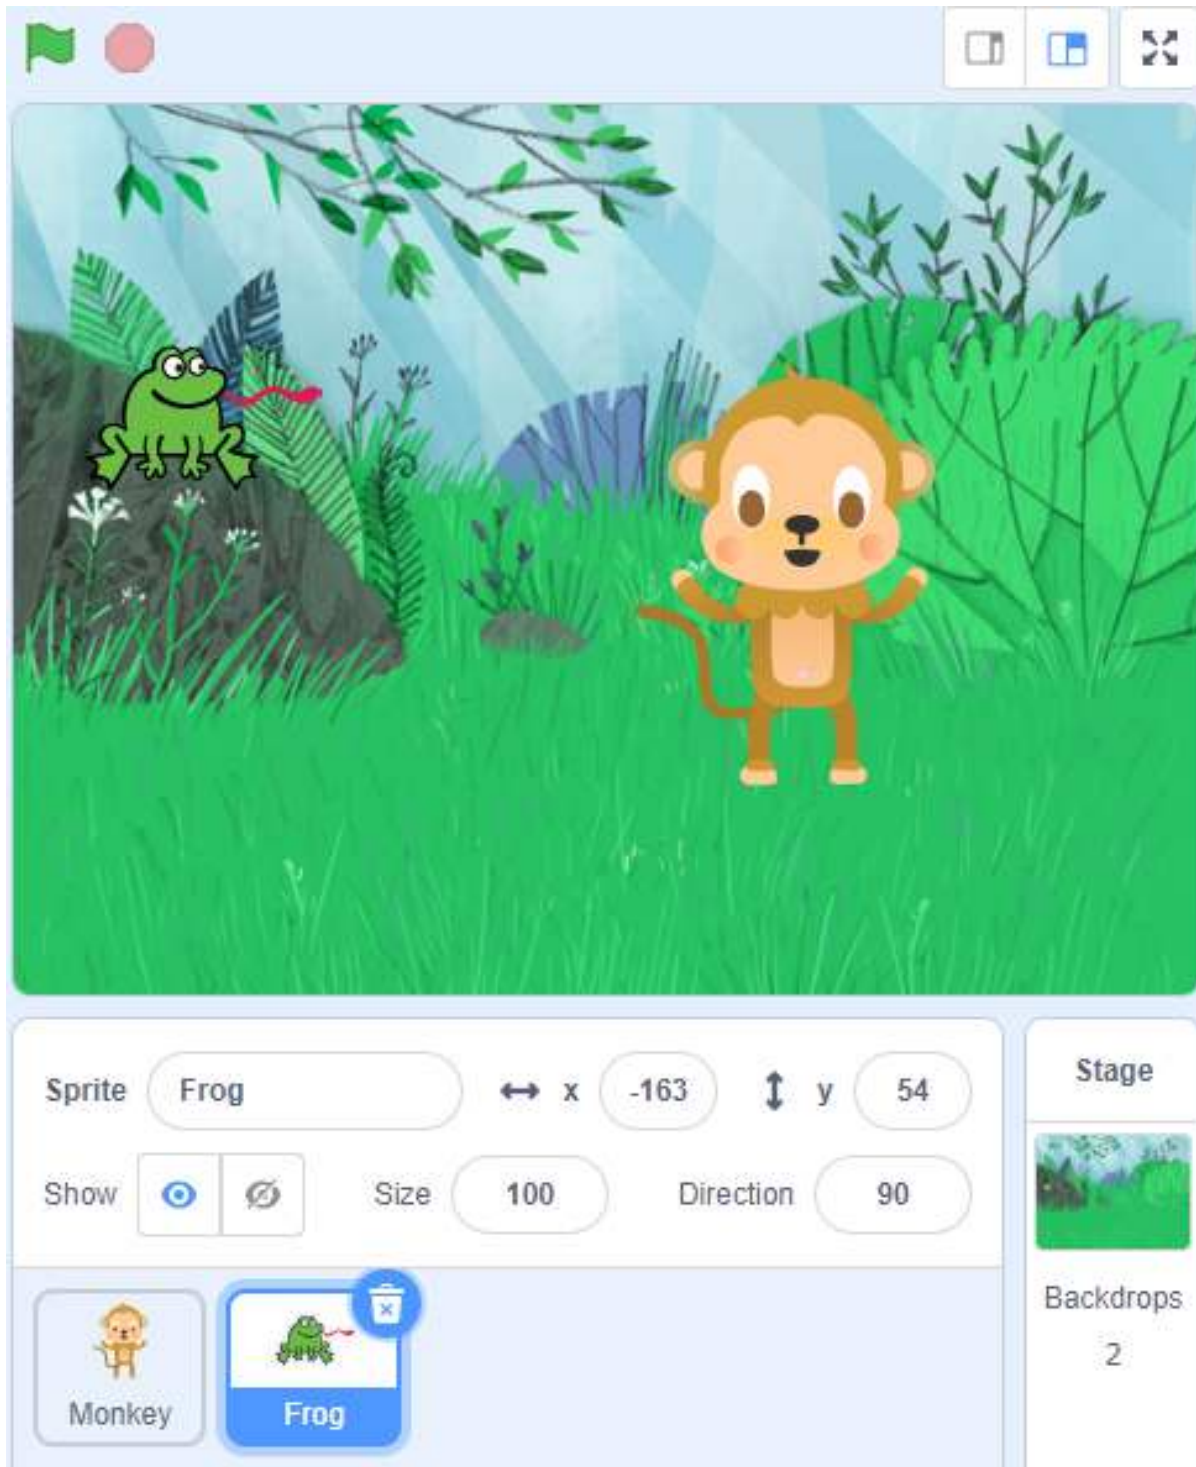 Sprite Frog x -163 y 54
Stage
Show Size 100 Direction 90
Backdrops
2
Monkey
Frog